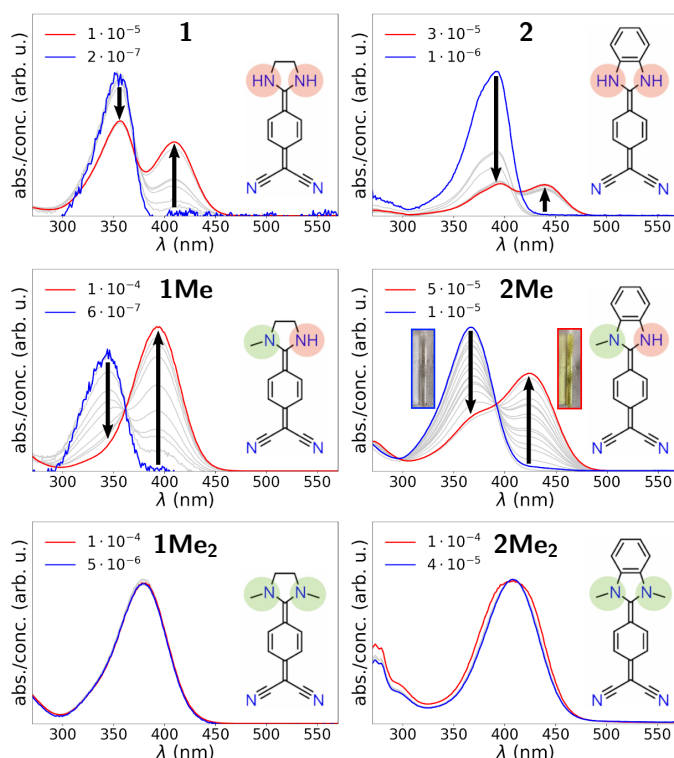 1
1·10⁻⁵
2·10⁻⁷
HN
NH
N
N
abs./conc. (arb. u.)
300 350 400 450 500 550
λ (nm)
2
3·10⁻⁵
1·10⁻⁶
HN
NH
N
N
abs./conc. (arb. u.)
300 350 400 450 500 550
λ (nm)
1Me
1·10⁻⁴
6·10⁻⁷
N
NH
N
N
abs./conc. (arb. u.)
300 350 400 450 500 550
λ (nm)
2Me
5·10⁻⁵
1·10⁻⁵
N
NH
N
N
abs./conc. (arb. u.)
300 350 400 450 500 550
λ (nm)
1Me₂
1·10⁻⁴
5·10⁻⁶
N
N
N
N
abs./conc. (arb. u.)
300 350 400 450 500 550
λ (nm)
2Me₂
1·10⁻⁴
4·10⁻⁵
N
N
N
N
abs./conc. (arb. u.)
300 350 400 450 500 550
λ (nm)